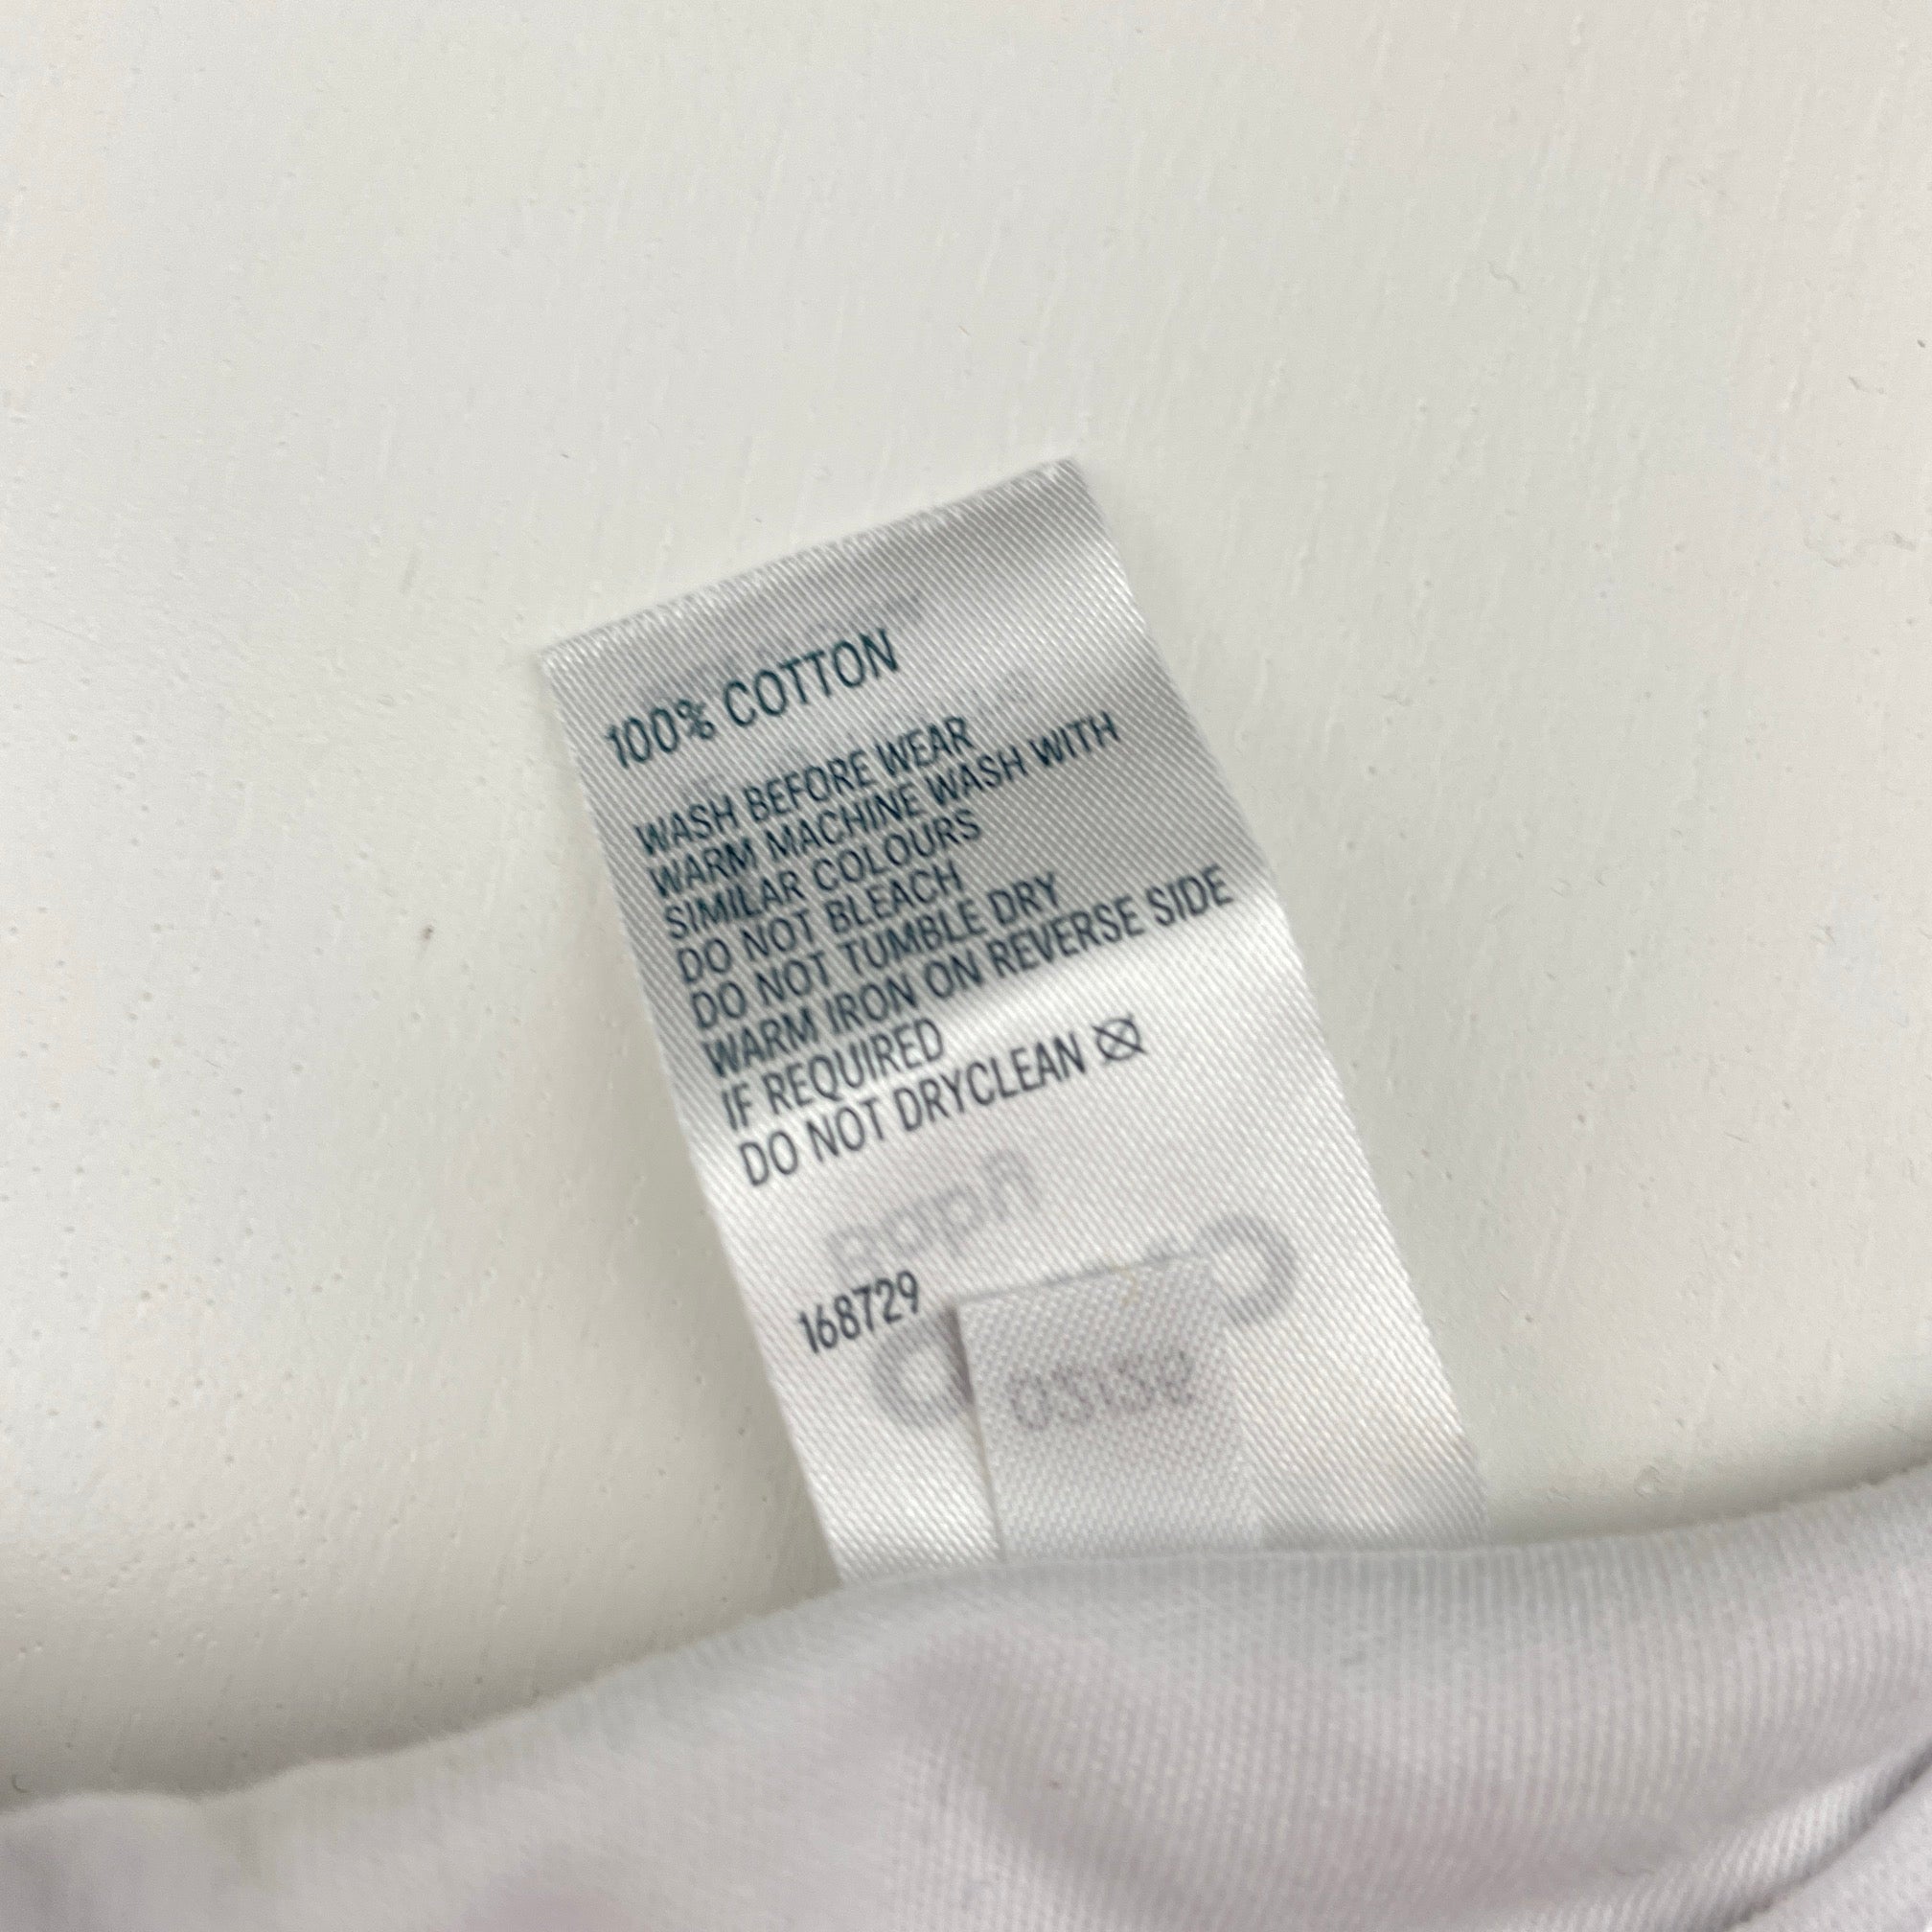 100% COTTON
WASH BEFORE WEAR
WARM MACHINE WASH WITH
SIMILAR COLOURS
DO NOT BLEACH
DO NOT TUMBLE DRY
WARM IRON ON REVERSE SIDE
IF REQUIRED
DO NOT DRYCLEAN
168729